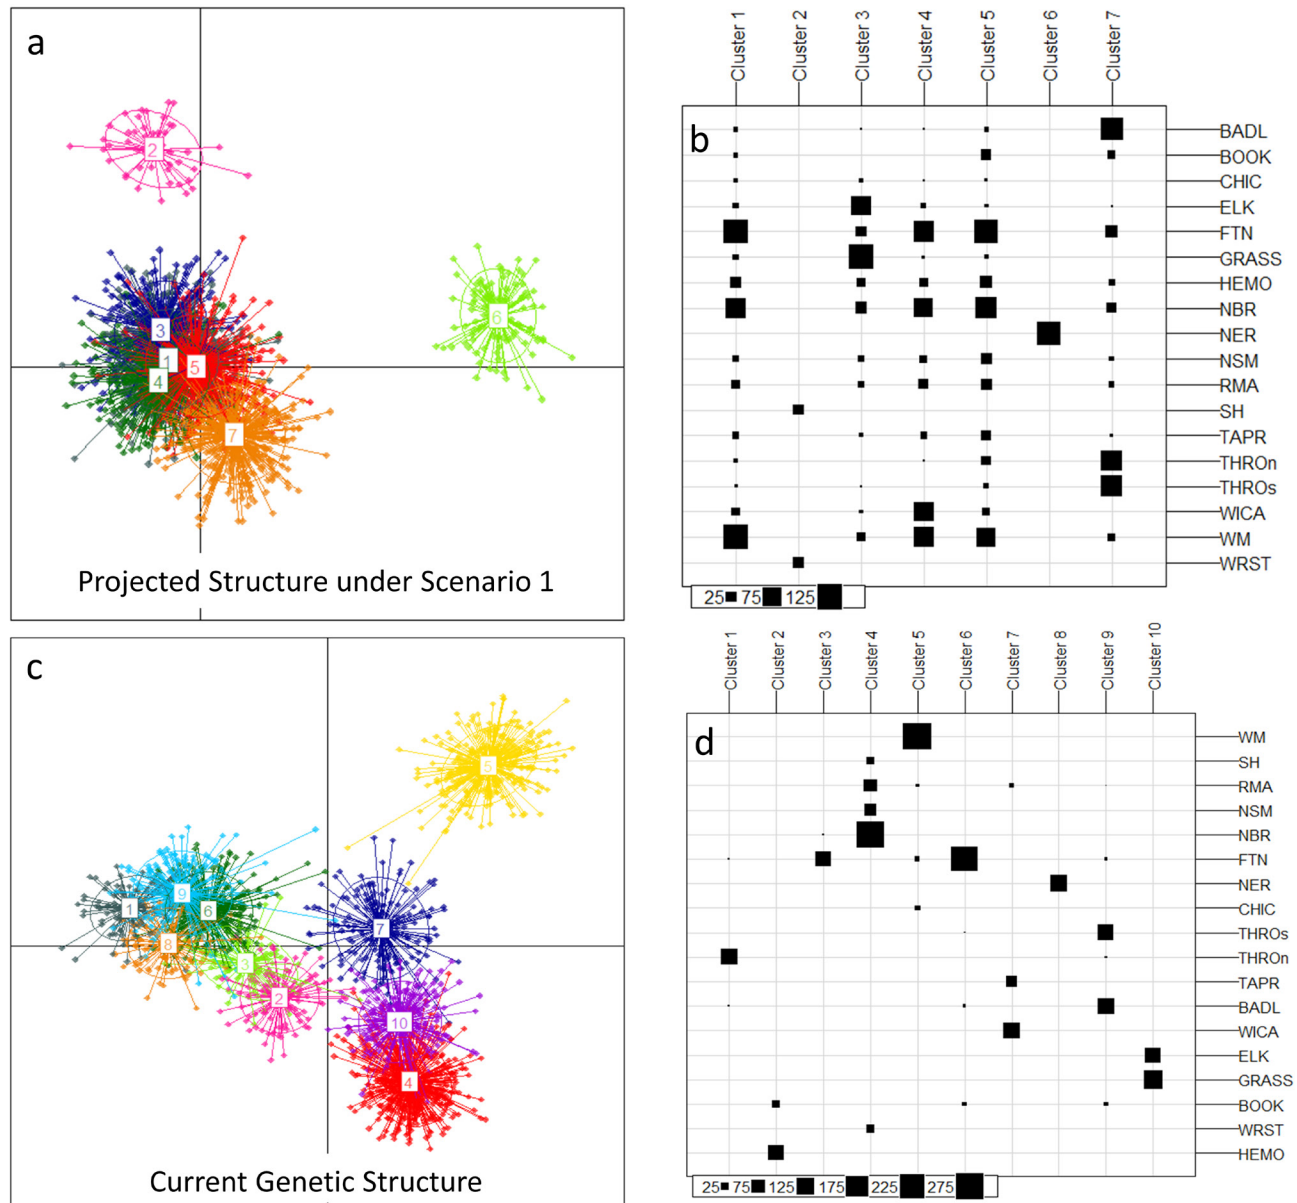 a
2
3
1
4
5
6
7
Projected Structure under Scenario 1
Cluster 1
Cluster 2
Cluster 3
Cluster 4
Cluster 5
Cluster 6
Cluster 7
b
BADL
BOOK
CHIC
ELK
FTN
GRASS
HEMO
NBR
NER
NSM
RMA
SH
TAPR
THROn
THROs
WICA
WM
WRST
25 75 125
c
5
9
1
6
8
3
2
7
10
4
Current Genetic Structure
Cluster 1
Cluster 2
Cluster 3
Cluster 4
Cluster 5
Cluster 6
Cluster 7
Cluster 8
Cluster 9
Cluster 10
d
WM
SH
RMA
NSM
NBR
FTN
NER
CHIC
THROs
THROn
TAPR
BADL
WICA
ELK
GRASS
BOOK
WRST
HEMO
25 75 125 175 225 275